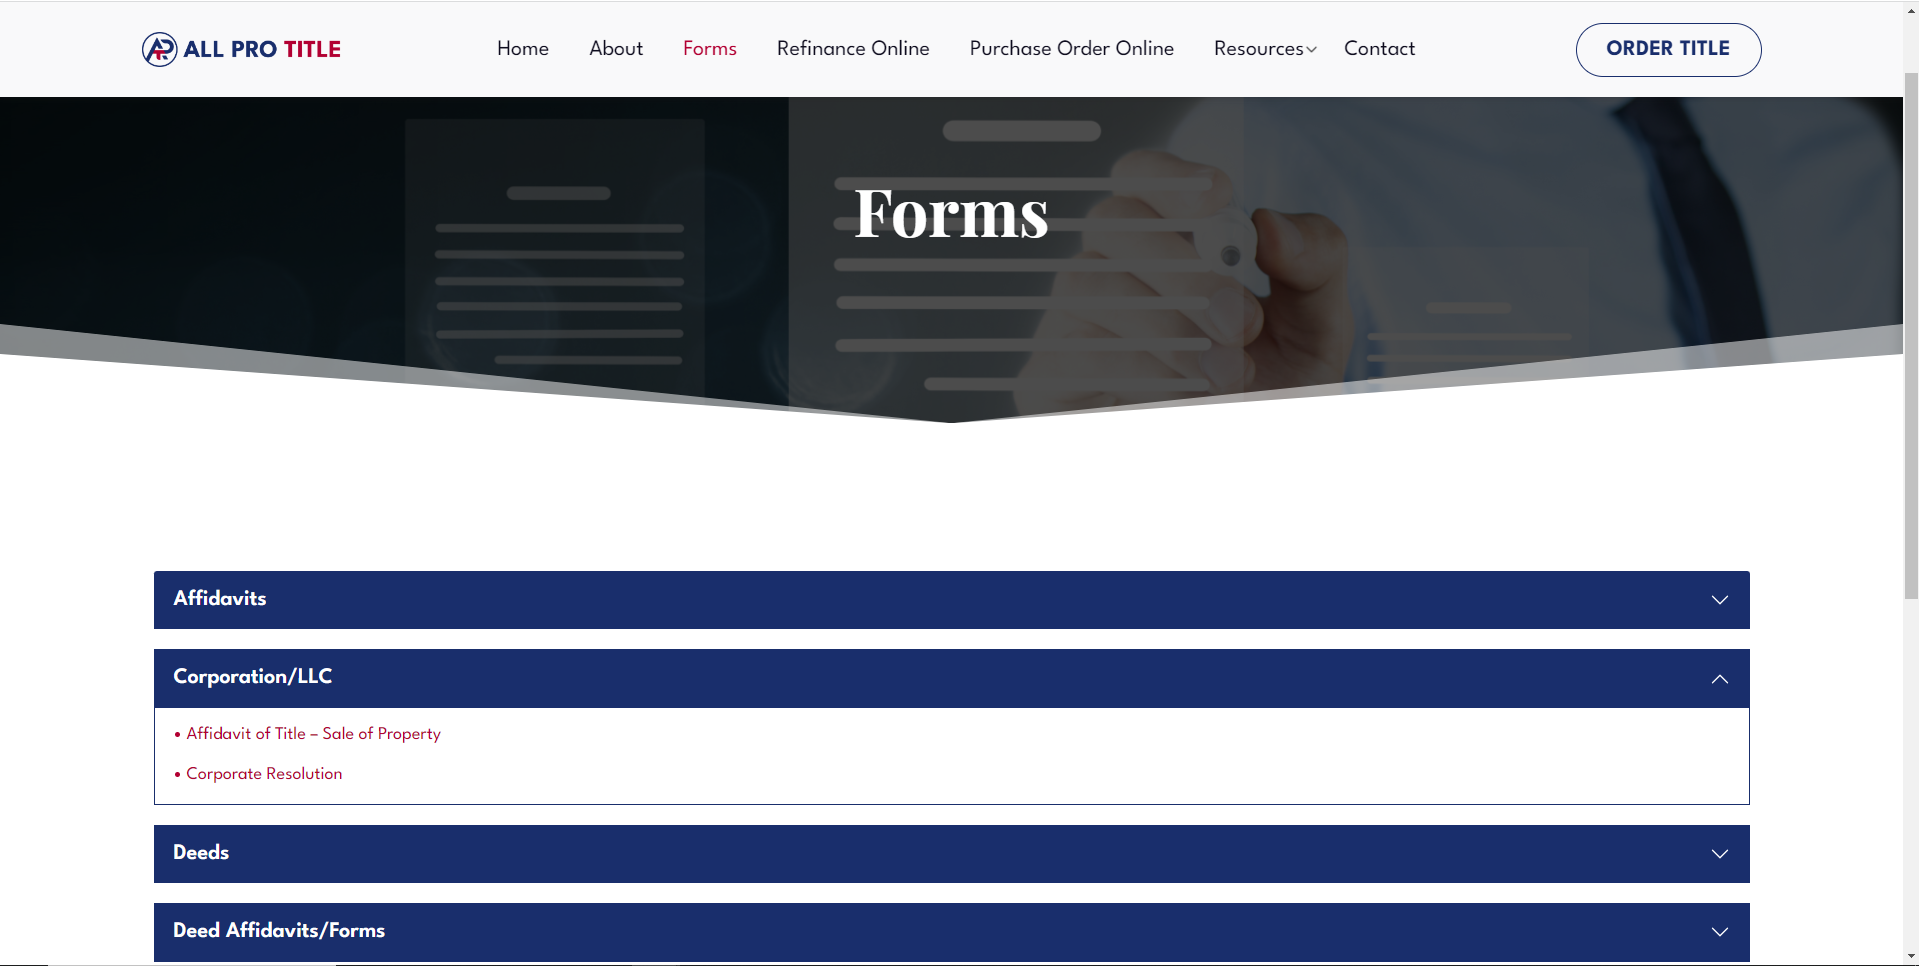 ALL PRO TITLE
Home
About
Forms
Refinance Online
Purchase Order Online
Resources
Contact
ORDER TITLE
Forms
Affidavits
Corporation/LLC
• Affidavit of Title – Sale of Property
• Corporate Resolution
Deeds
Deed Affidavits/Forms